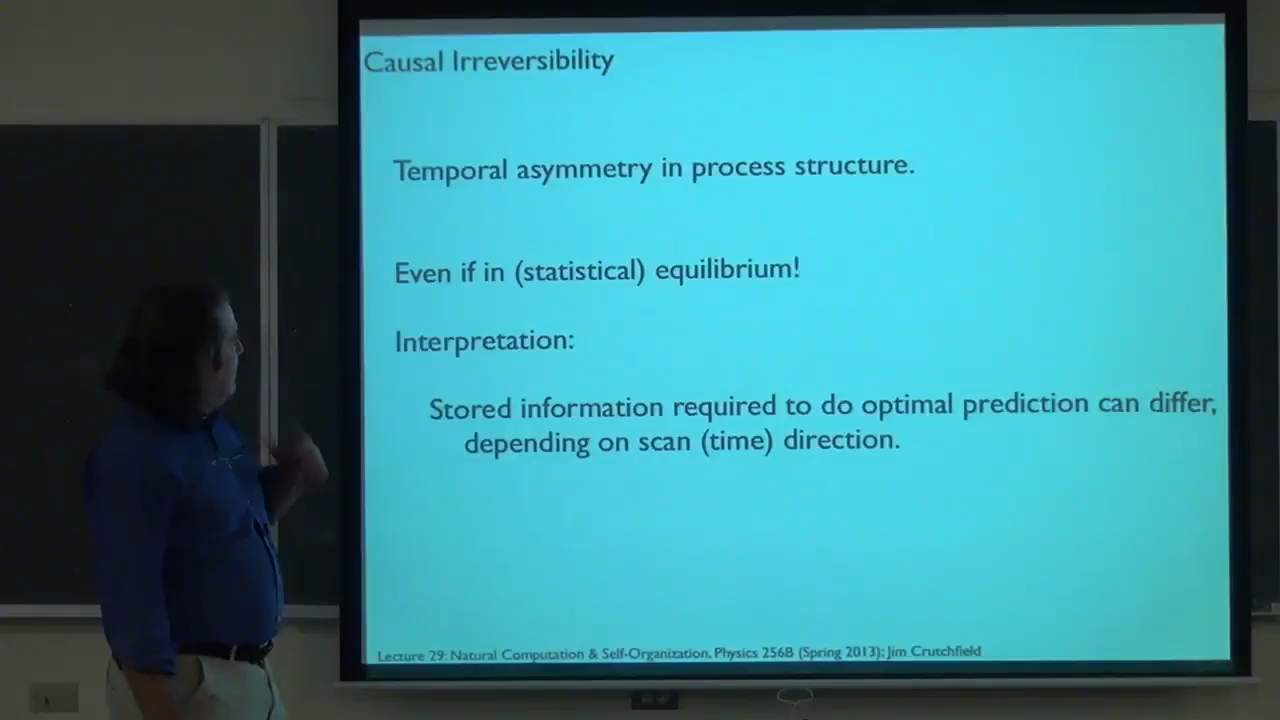 Causal Irreversibility
Temporal asymmetry in process structure.
Even if in (statistical) equilibrium!
Interpretation:
Stored information required to do optimal prediction can differ,
depending on scan (time) direction.
Lecture 29: Natural Computation & Self-Organization, Physics 256B (Spring 2013); Jim Crutchfield